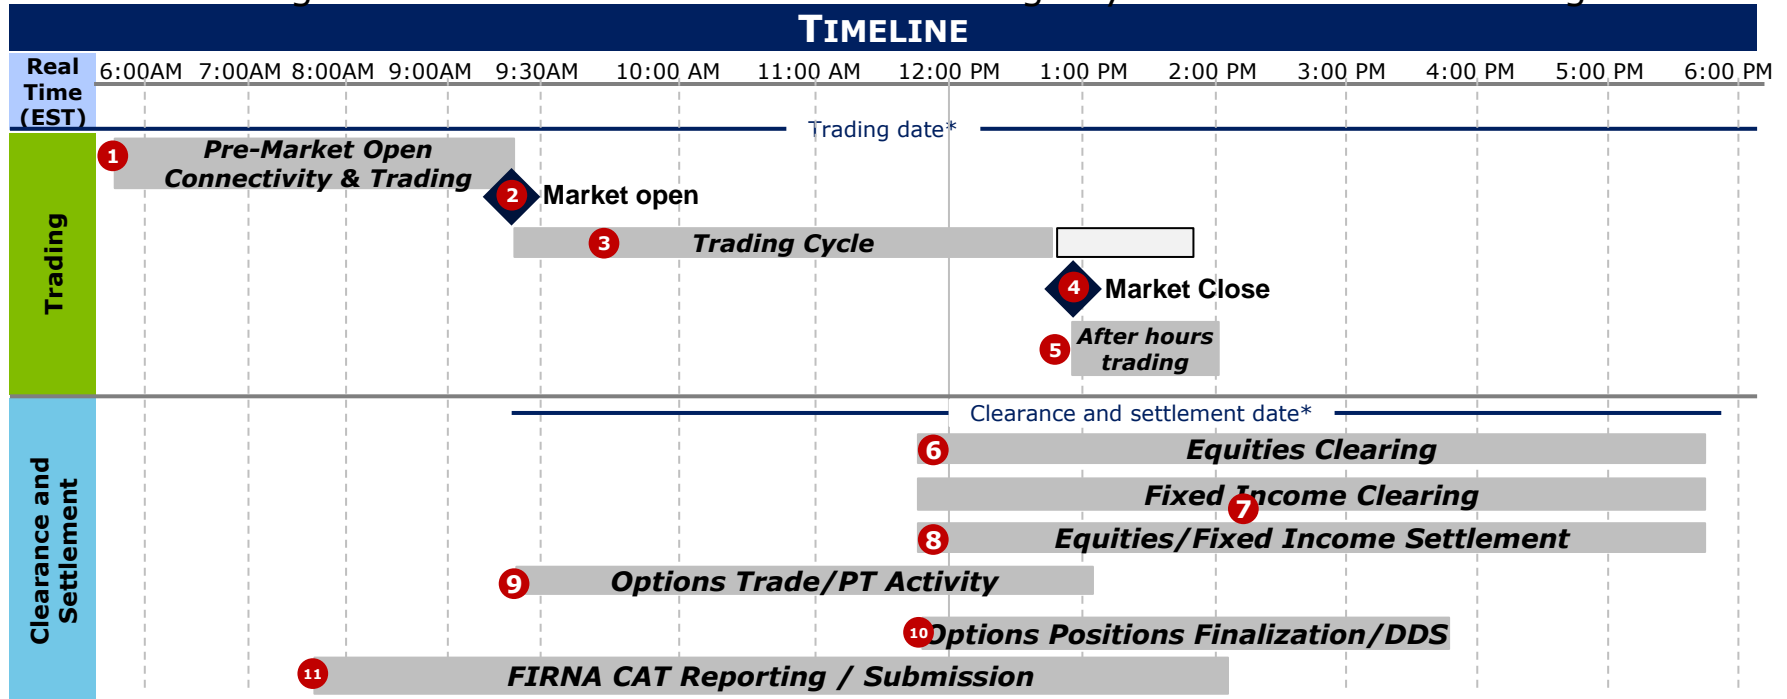 TIMELINE
Real
Time
(EST)
6:00AM 7:00AM 8:00AM 9:00AM 9:30AM 10:00 AM 11:00 AM 12:00 PM 1:00 PM 2:00 PM 3:00 PM 4:00 PM 5:00 PM 6:00 PM
Trading date*
Trading
1 Pre-Market Open
Connectivity & Trading
2 Market open
3 Trading Cycle
4 Market Close
5 After hours
trading
Clearance and
Settlement
Clearance and settlement date*
6 Equities Clearing
Fixed Income Clearing
7
8 Equities/Fixed Income Settlement
9 Options Trade/PT Activity
10 Options Positions Finalization/DDS
11 FIRNA CAT Reporting / Submission